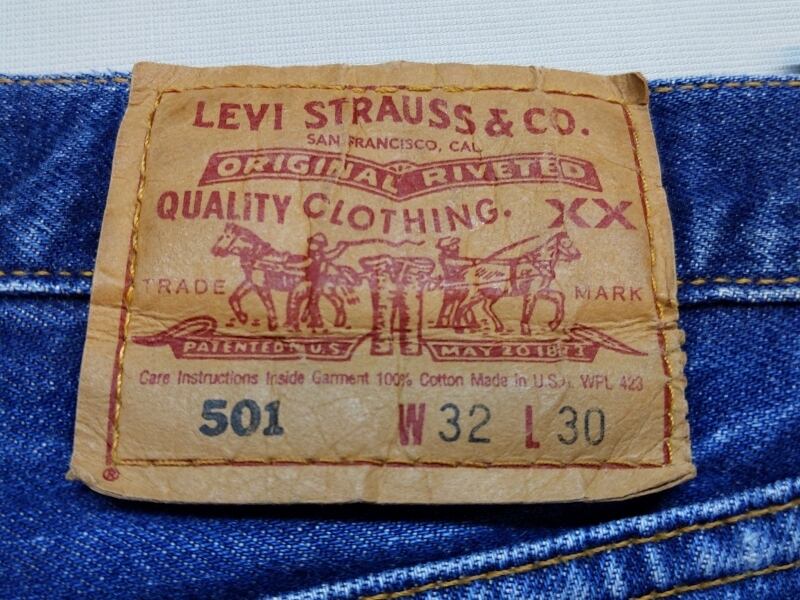 LEVI STRAUSS & CO.
SAN FRANCISCO, CAL
ORIGINAL RIVETED
QUALITY CLOTHING. XX
TRADE MARK
PATENTED U.S. MAY 20 1873
Care Instructions Inside Garment 100% Cotton Made in U.S.A. WPL 423
501 W 32 L 30
®